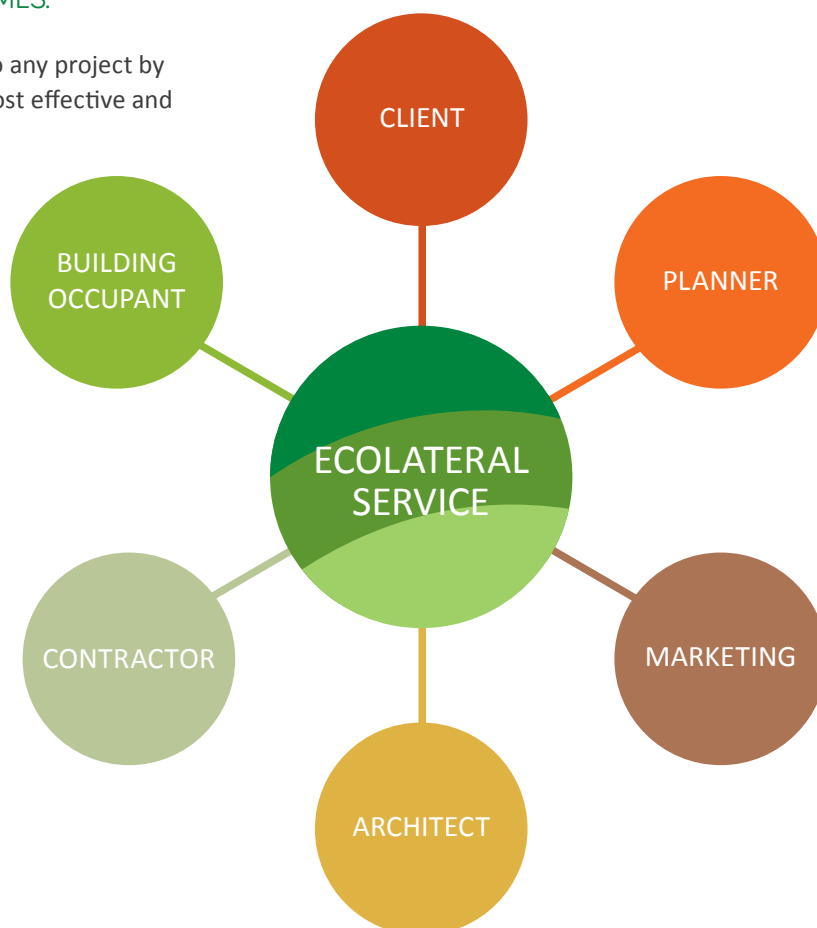 o any project by
ost effective and
CLIENT
BUILDING
OCCUPANT
PLANNER
ECOLATERAL
SERVICE
CONTRACTOR
MARKETING
ARCHITECT